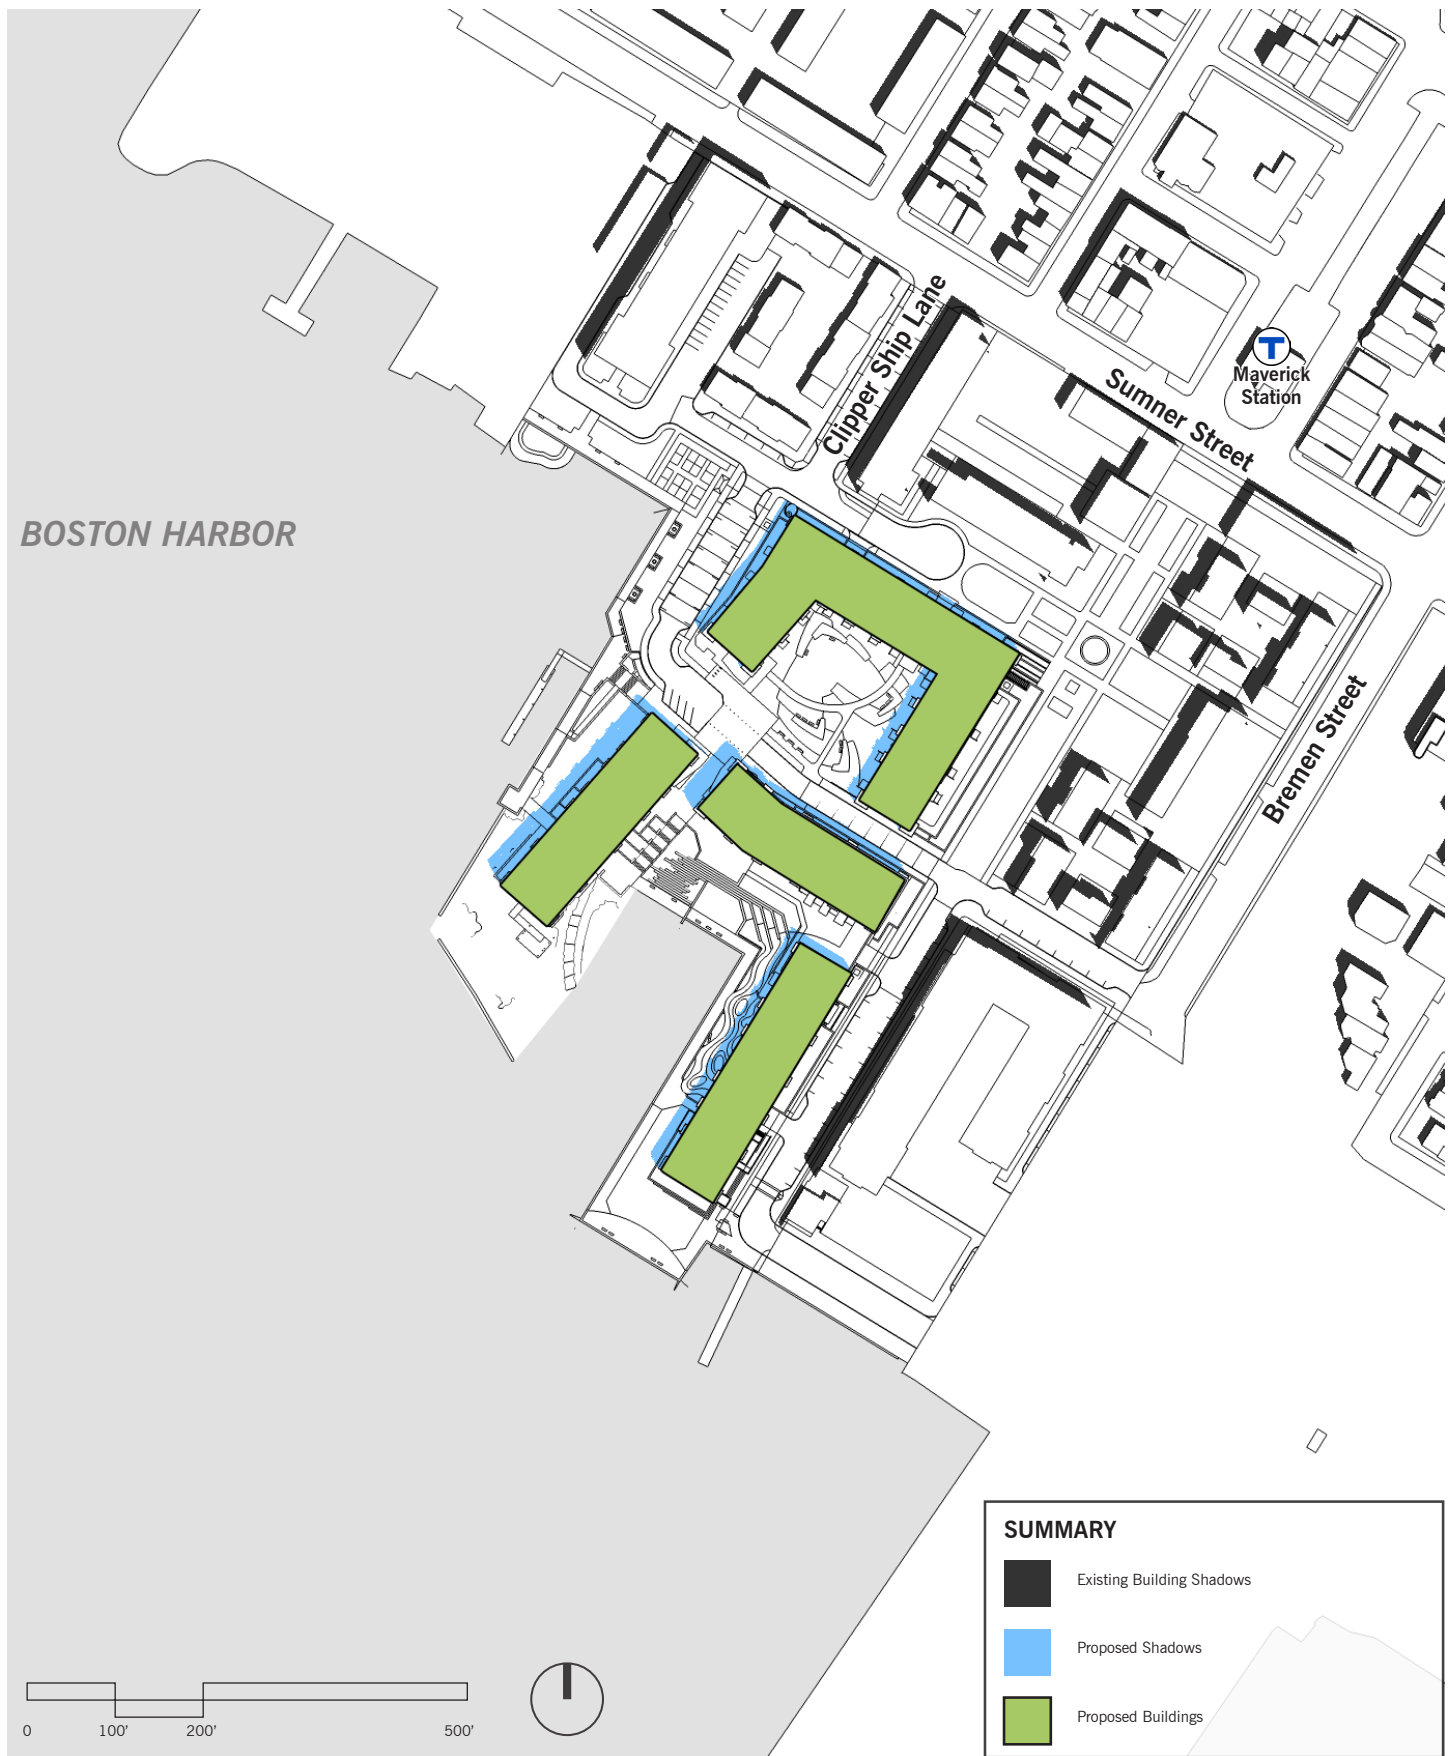 Clipper Ship Lane
T
Maverick
Station
Sumner Street
BOSTON HARBOR
Bremen Street
SUMMARY
Existing Building Shadows
Proposed Shadows
Proposed Buildings
0 100’ 200’ 500’